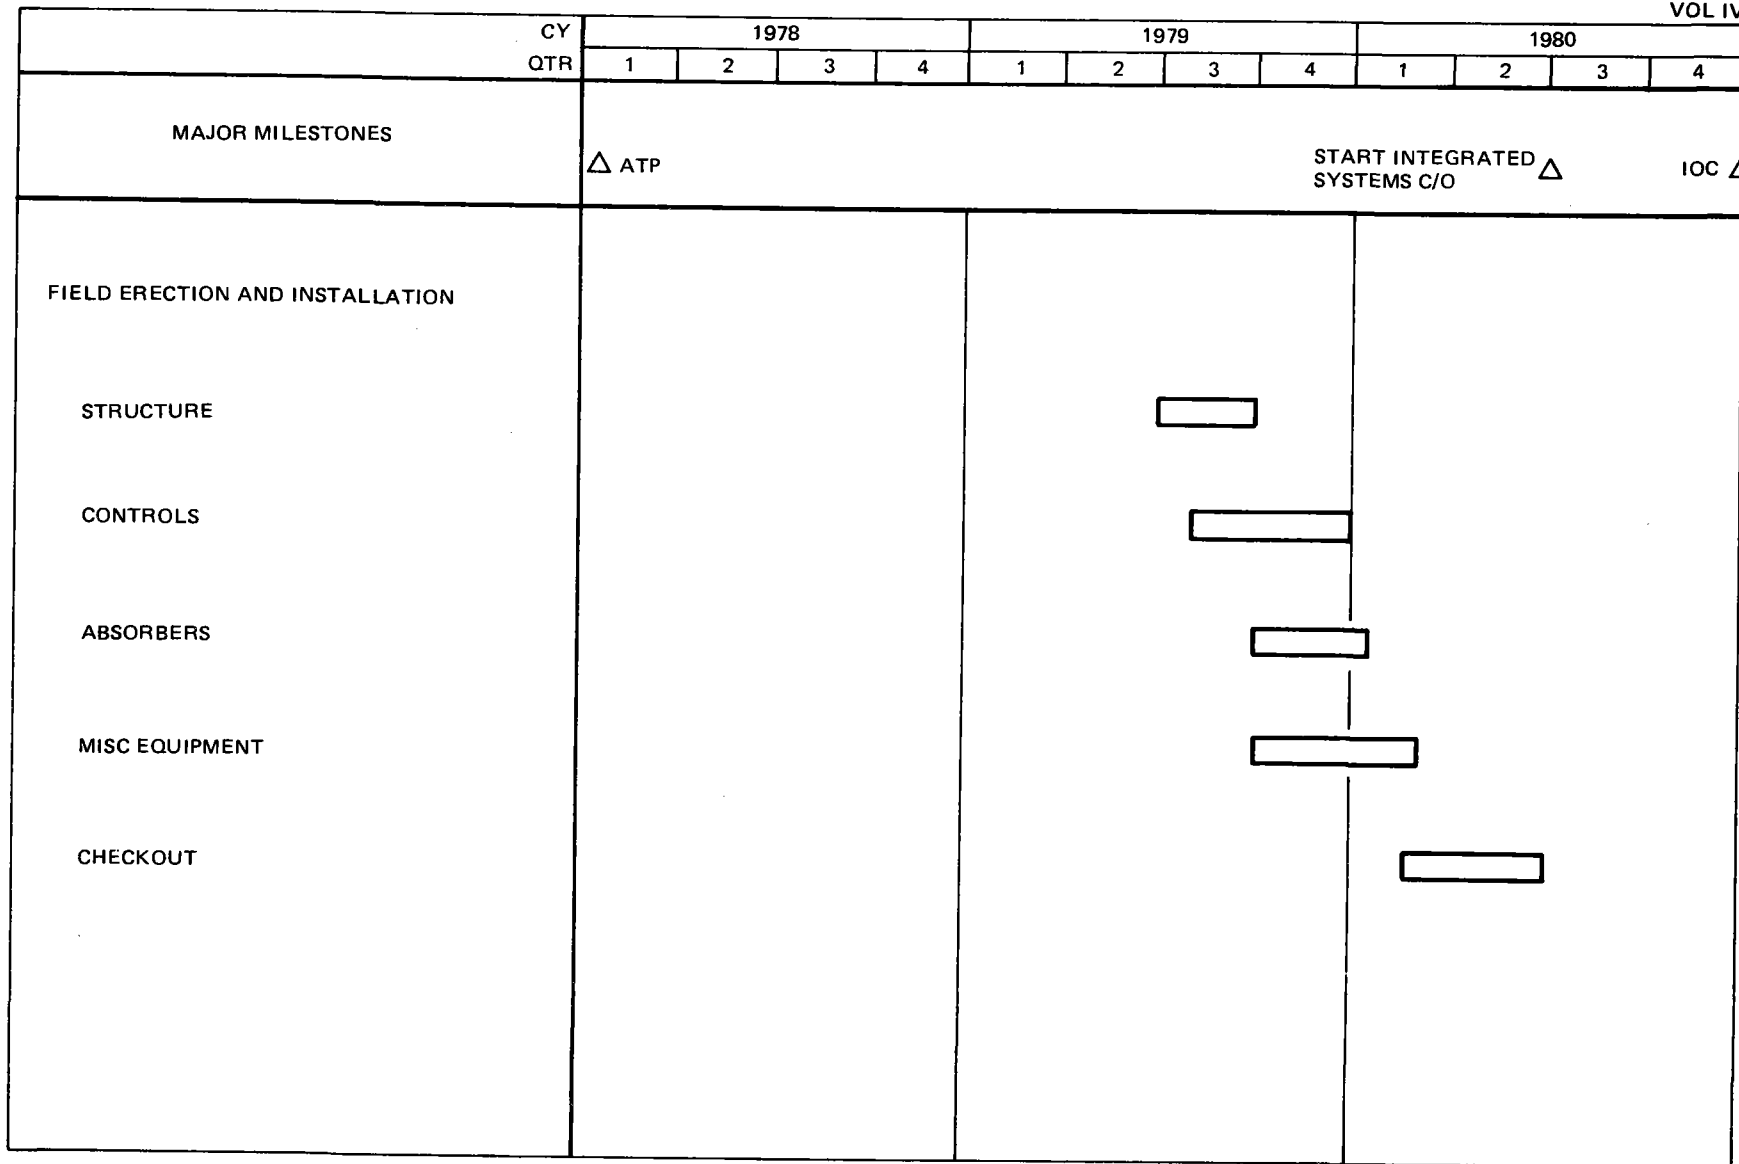 VOL IV
CY 1978 1979 1980
QTR 1 2 3 4 1 2 3 4 1 2 3 4
MAJOR MILESTONES
ATP
START INTEGRATED
SYSTEMS C/O
IOC
FIELD ERECTION AND INSTALLATION
STRUCTURE
CONTROLS
ABSORBERS
MISC EQUIPMENT
CHECKOUT